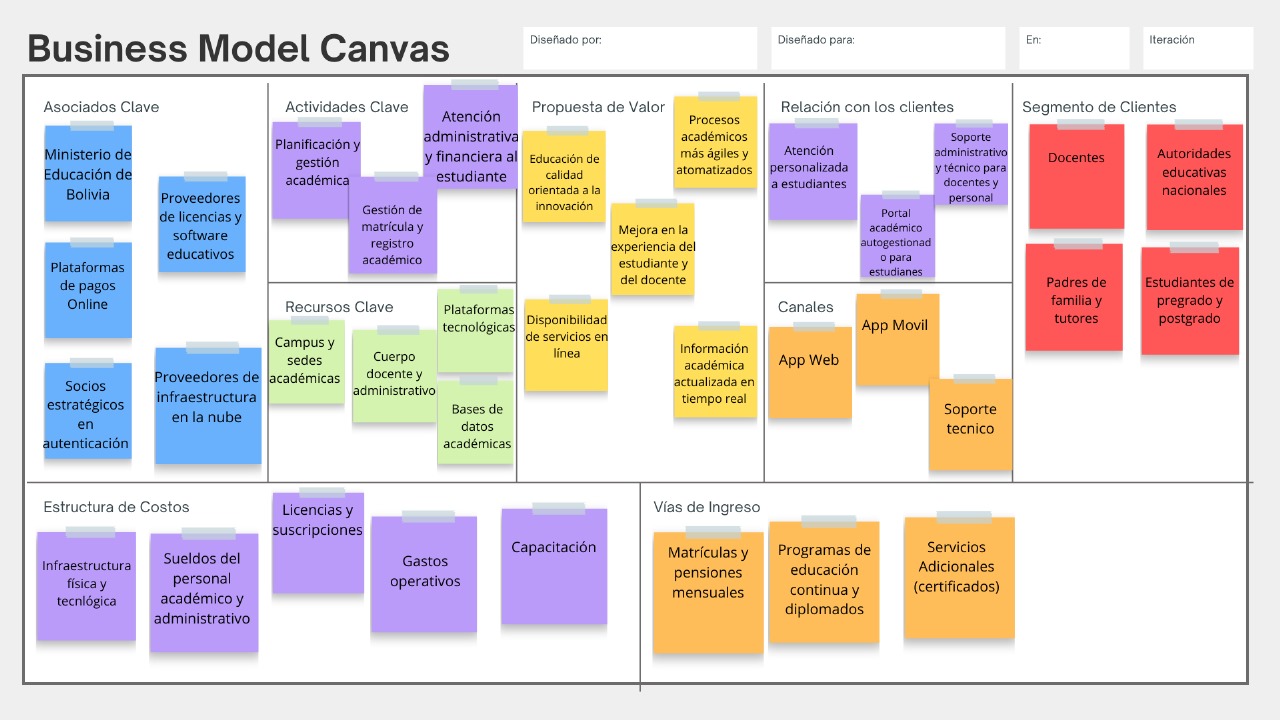 Business Model Canvas
Diseñado por:
Diseñado para:
En:
Iteración
Asociados Clave
Ministerio de
Educación de
Bolivia
Proveedores
de licencias y
software
educativos
Plataformas
de pagos
Online
Socios
estratégicos
en
autenticación
Proveedores de
infraestructura
en la nube
Actividades Clave
Planificación y
gestión
académica
Atención
administrativa
y financiera al
estudiante
Gestión de
matrícula y
registro
académico
Recursos Clave
Campus y
sedes
académicas
Cuerpo
docente y
administrativo
Plataformas
tecnológicas
Bases de
datos
académicas
Propuesta de Valor
Educación de
calidad
orientada a la
innovación
Procesos
académicos
más ágiles y
atomatizados
Mejora en la
experiencia del
estudiante y
del docente
Disponibilidad
de servicios en
línea
Información
académica
actualizada en
tiempo real
Relación con los clientes
Atención
personalizada
a estudiantes
Soporte
administrativo
y técnico para
docentes y
personal
Portal
académico
autogestionad
o para
estudianes
Canales
App Web
App Movil
Soporte
tecnico
Segmento de Clientes
Docentes
Autoridades
educativas
nacionales
Padres de
familia y
tutores
Estudiantes de
pregrado y
postgrado
Estructura de Costos
Infraestructura
física y
tecnlógica
Sueldos del
personal
académico y
administrativo
Licencias y
suscripciones
Gastos
operativos
Capacitación
Vías de Ingreso
Matrículas y
pensiones
mensuales
Programas de
educación
continua y
diplomados
Servicios
Adicionales
(certificados)